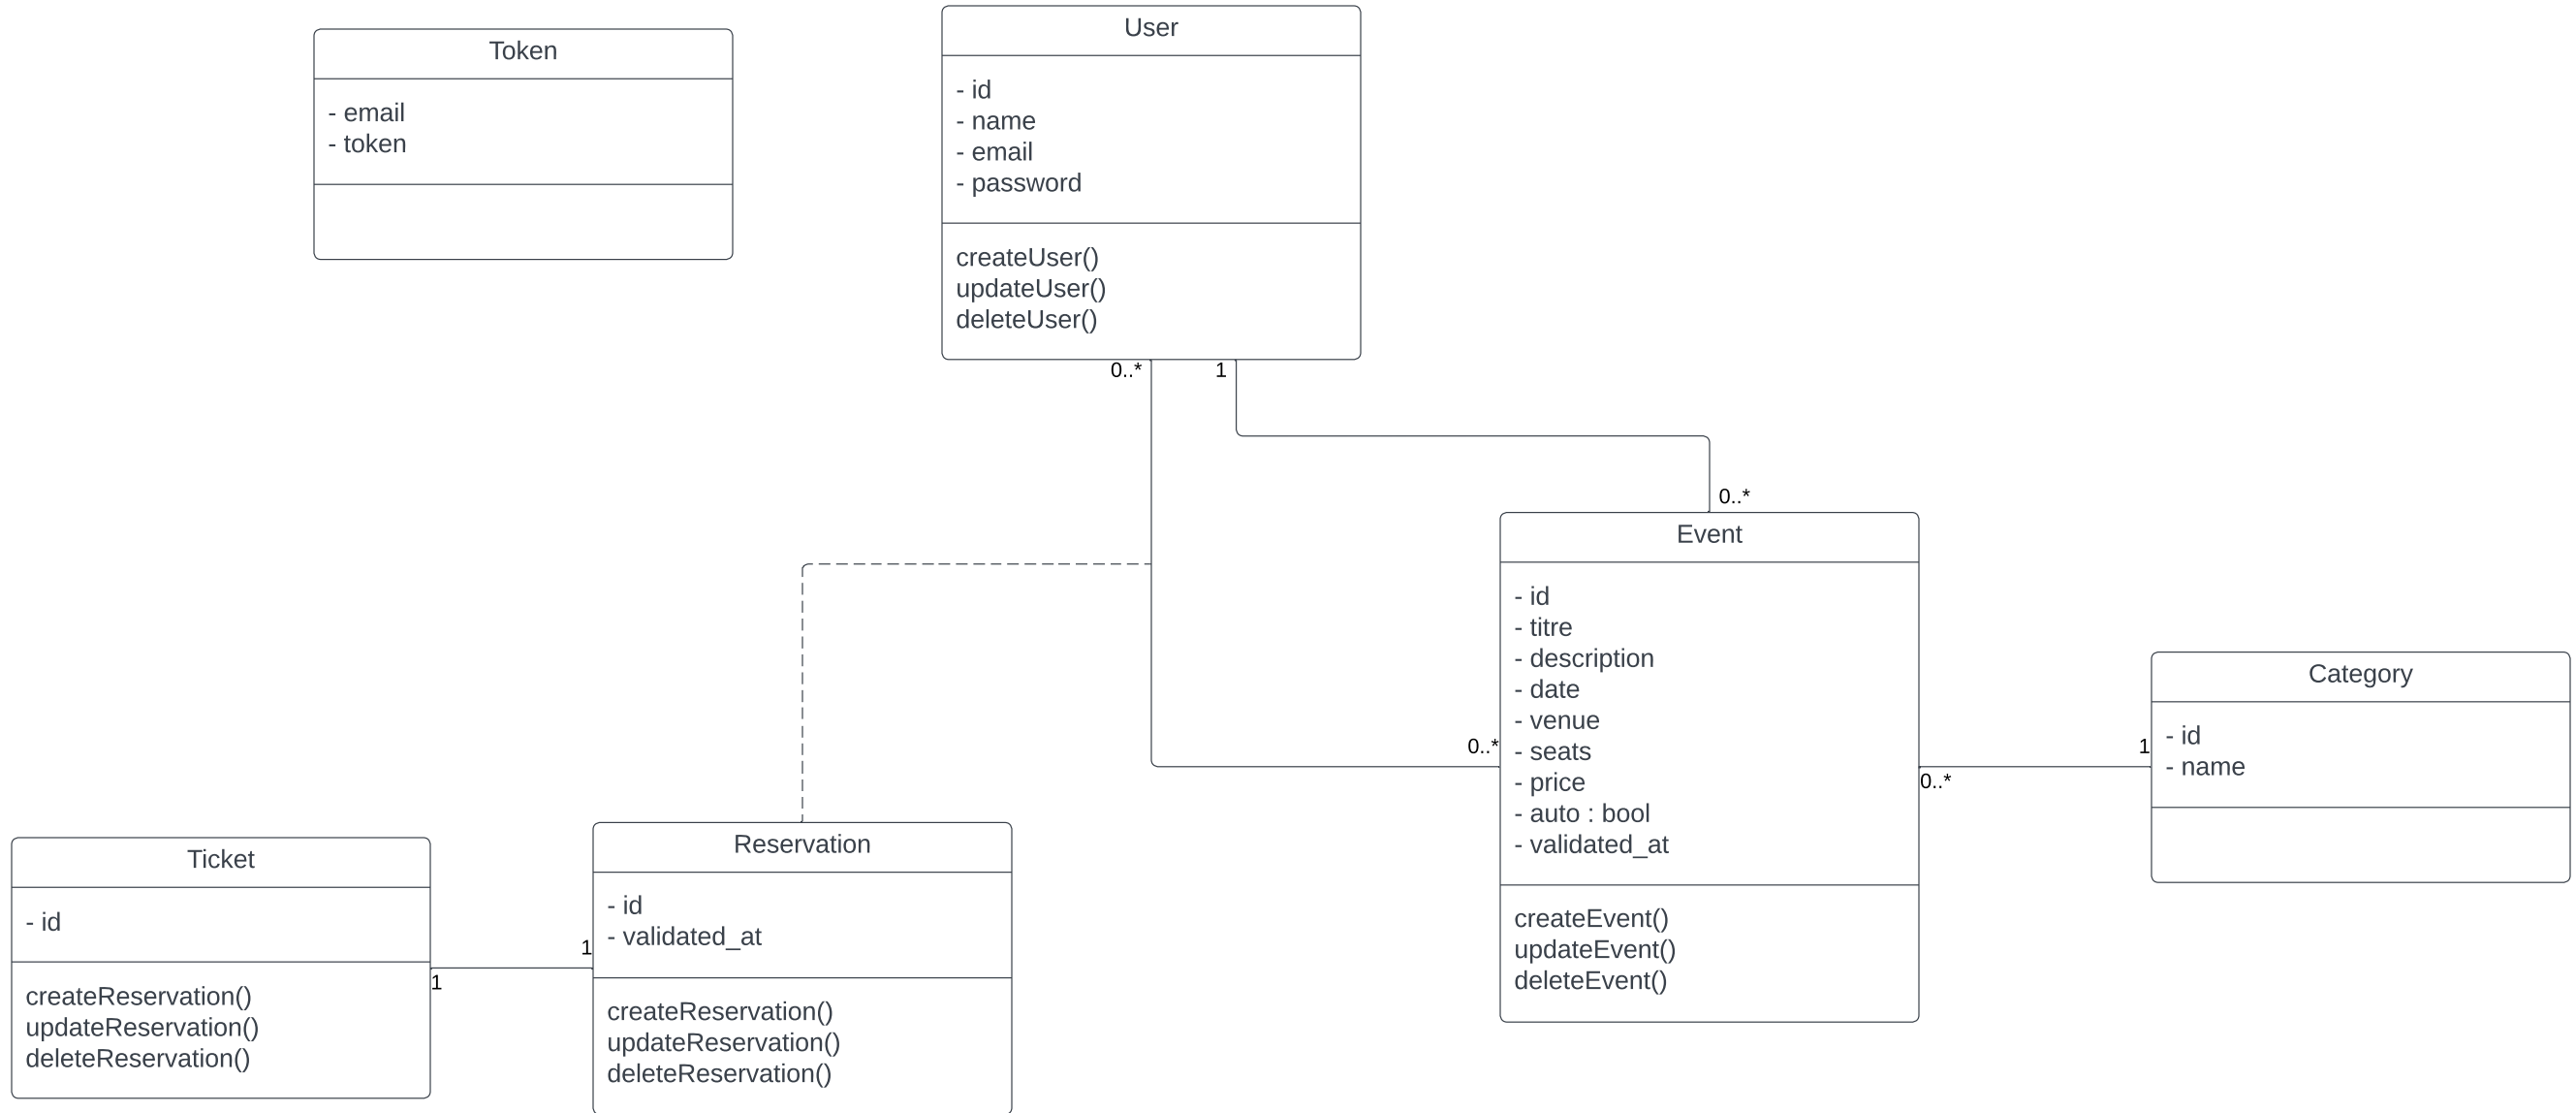 Token
- email
- token
User
- id
- name
- email
- password
createUser()
updateUser()
deleteUser()
0..*
1
0..*
Event
- id
- titre
- description
- date
- venue
- seats
- price
- auto : bool
- validated_at
createEvent()
updateEvent()
deleteEvent()
0..*
0..*
1
Category
- id
- name
Ticket
- id
createReservation()
updateReservation()
deleteReservation()
1
1
Reservation
- id
- validated_at
createReservation()
updateReservation()
deleteReservation()